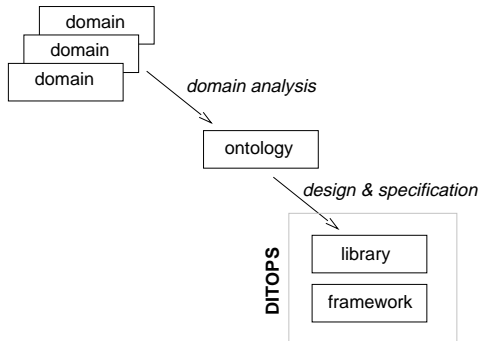 domain
domain
domain
domain analysis
ontology
design & specification
DITOPS
library
framework